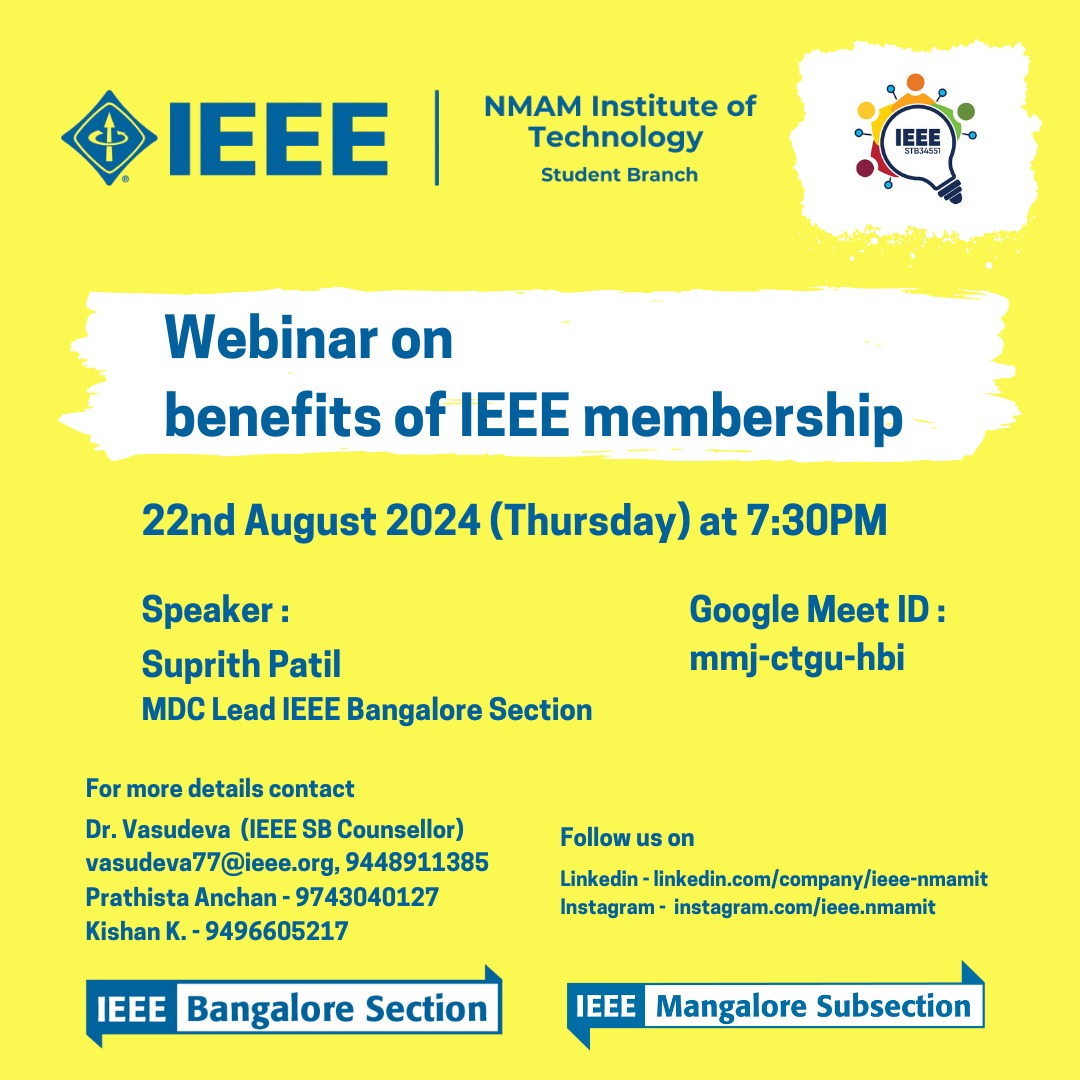 IEEE
®
NMAM Institute of
Technology
Student Branch
IEEE
STB34551
Webinar on
benefits of IEEE membership
22nd August 2024 (Thursday) at 7:30PM
Speaker :
Suprith Patil
MDC Lead IEEE Bangalore Section
Google Meet ID :
mmj-ctgu-hbi
For more details contact
Dr. Vasudeva (IEEE SB Counsellor)
vasudeva77@ieee.org, 9448911385
Prathista Anchan - 9743040127
Kishan K. - 9496605217
Follow us on
Linkedin - linkedin.com/company/ieee-nmamit
Instagram - instagram.com/ieee.nmamit
IEEE Bangalore Section
IEEE Mangalore Subsection